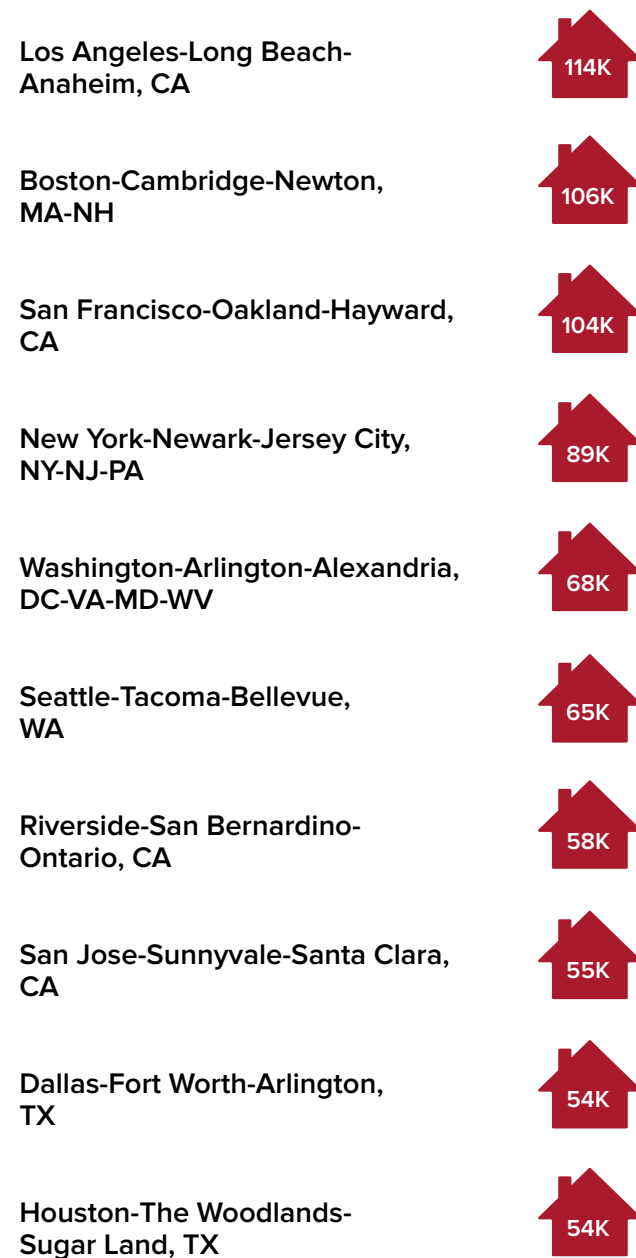 Los Angeles-Long Beach-
Anaheim, CA
114K
Boston-Cambridge-Newton,
MA-NH
106K
San Francisco-Oakland-Hayward,
CA
104K
New York-Newark-Jersey City,
NY-NJ-PA
89K
Washington-Arlington-Alexandria,
DC-VA-MD-WV
68K
Seattle-Tacoma-Bellevue,
WA
65K
Riverside-San Bernardino-
Ontario, CA
58K
San Jose-Sunnyvale-Santa Clara,
CA
55K
Dallas-Fort Worth-Arlington,
TX
54K
Houston-The Woodlands-
Sugar Land, TX
54K